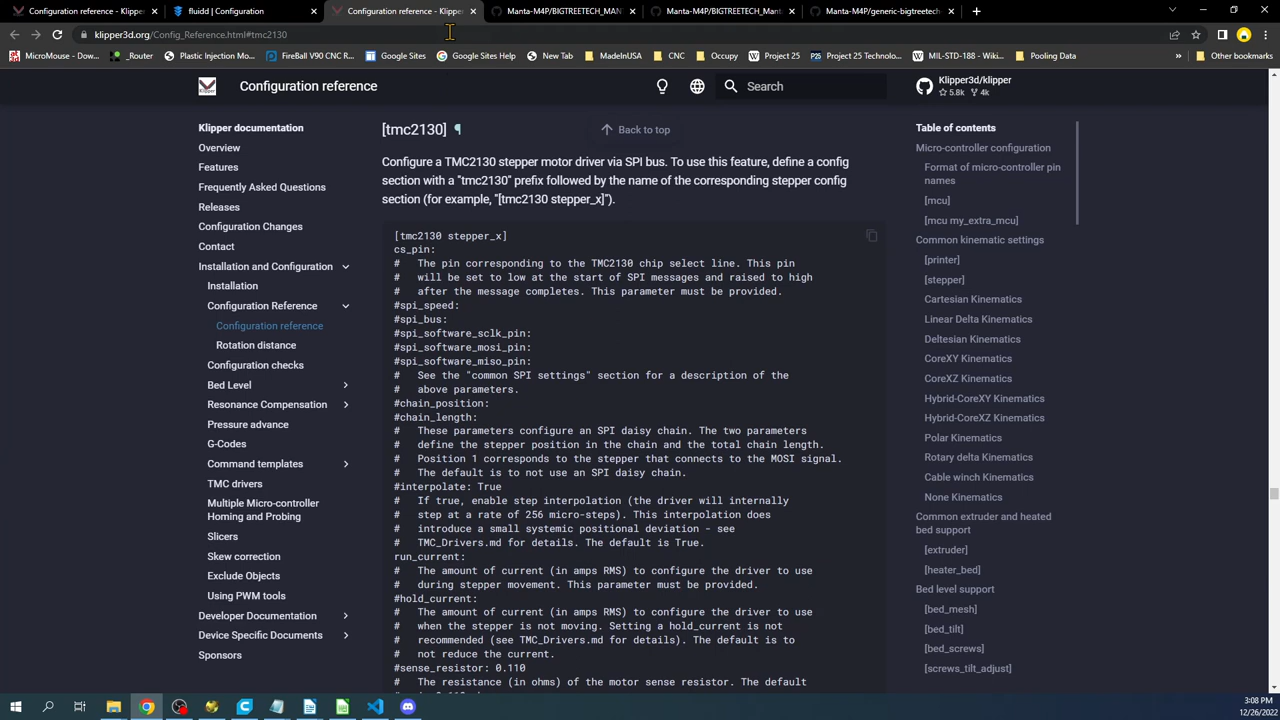 Configuration reference - Klipper
fluidd | Configuration
Configuration reference - Klipper
Manta-M4P/BIGTREETECH_MANT
Manta-M4P/BIGTREETECH_MAN
Manta-M4P/generic-bigtreetech-
klipper3d.org/Config_Reference.html#tmc2130
MicroMouse - Dow...
_Router
Project 25 Technolo...
FireBall V90 CNC R...
Google Sites
Google Sites Help
New Tab
MadeinUSA
CNC
Project 25
Project 25 Technolo...
Modem
Pooling Data
»
Other bookmarks
Configuration reference
Search
Klipper3d/klipper
5.8k 4k
Klipper documentation
Overview
Features
Frequently Asked Questions
Releases
Configuration Changes
Contact
Installation and Configuration
Installation
Configuration Reference
Configuration reference
Rotation distance
Configuration checks
Bed Level
Resonance Compensation
Pressure advance
G-Codes
Command templates
TMC drivers
Multiple Micro-controller
Homing and Probing
Slicers
Skew correction
Exclude Objects
Using PWM tools
Developer Documentation
Device Specific Documents
Sponsors
[tmc2130] ¶
Back to top
Configure a TMC2130 stepper motor driver via SPI bus. To use this feature, define a config
section with a "tmc2130" prefix followed by the name of the corresponding stepper config
section (for example, "[tmc2130 stepper_x]").
[tmc2130 stepper_x]
cs_pin:
#   The pin corresponding to the TMC2130 chip select line. This pin
#   will be set to low at the start of SPI messages and raised to high
#   after the message completes. This parameter must be provided.
#spi_speed:
#spi_bus:
#spi_software_sclk_pin:
#spi_software_mosi_pin:
#spi_software_miso_pin:
#   See the "common SPI settings" section for a description of the
#   above parameters.
#chain_position:
#chain_length:
#   These parameters configure an SPI daisy chain. The two parameters
#   define the stepper position in the chain and the total chain length.
#   Position 1 corresponds to the stepper that connects to the MOSI signal.
#   The default is to not use an SPI daisy chain.
#interpolate: True
#   If true, enable step interpolation (the driver will internally
#   step at a rate of 256 micro-steps). This interpolation does
#   introduce a small systemic positional deviation - see
#   TMC_Drivers.md for details. The default is True.
run_current:
#   The amount of current (in amps RMS) to configure the driver to use
#   during stepper movement. This parameter must be provided.
#hold_current:
#   The amount of current (in amps RMS) to configure the driver to use
#   when the stepper is not moving. Setting a hold_current is not
#   recommended (see TMC_Drivers.md for details). The default is to
#   not reduce the current.
#sense_resistor: 0.110
#   The resistance (in ohms) of the motor sense resistor. The default
Table of contents
Micro-controller configuration
Format of micro-controller pin
names
[mcu]
[mcu my_extra_mcu]
Common kinematic settings
[printer]
[stepper]
Cartesian Kinematics
Linear Delta Kinematics
Deltesian Kinematics
CoreXY Kinematics
CoreXZ Kinematics
Hybrid-CoreXY Kinematics
Hybrid-CoreXZ Kinematics
Polar Kinematics
Rotary delta Kinematics
Cable winch Kinematics
None Kinematics
Common extruder and heated
bed support
[extruder]
[heater_bed]
Bed level support
[bed_mesh]
[bed_tilt]
[bed_screws]
[screws_tilt_adjust]
3:08 PM
12/26/2022